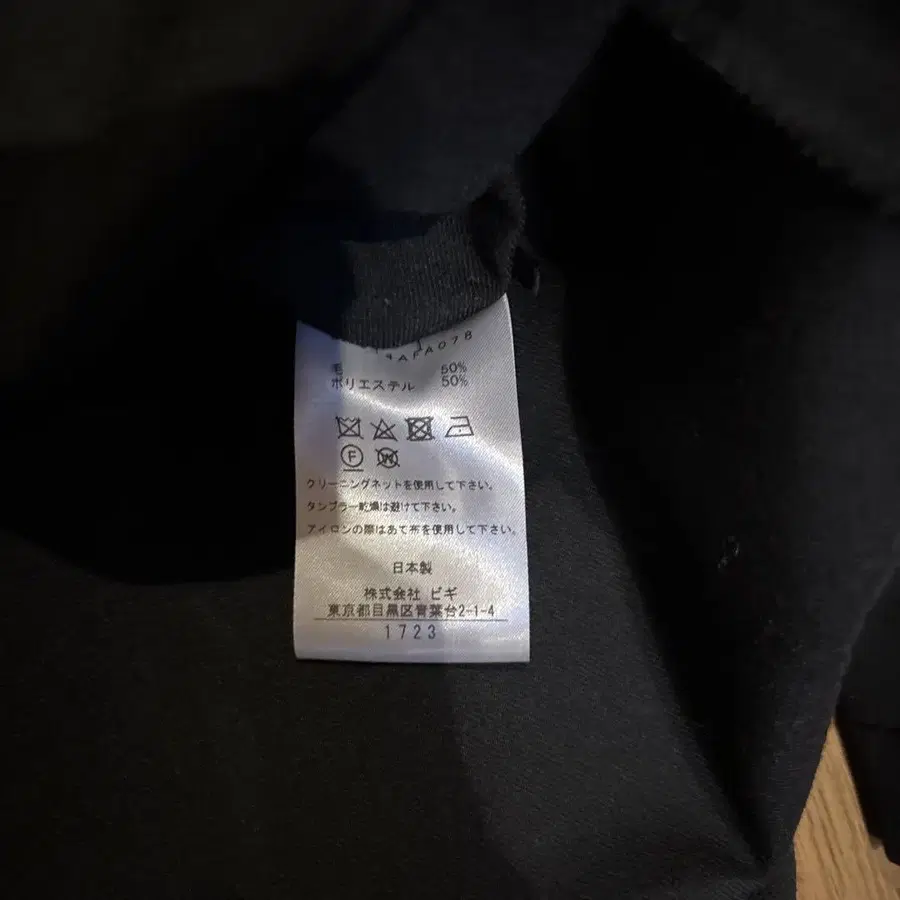 AFA078
毛 50%
ポリエステル 50%
F
W
クリーニングネットを使用して下さい。
タンブラー乾燥は避けて下さい。
アイロンの際はあて布を使用して下さい。
日本製
株式会社 ビギ
東京都目黒区青葉台2-1-4
1723